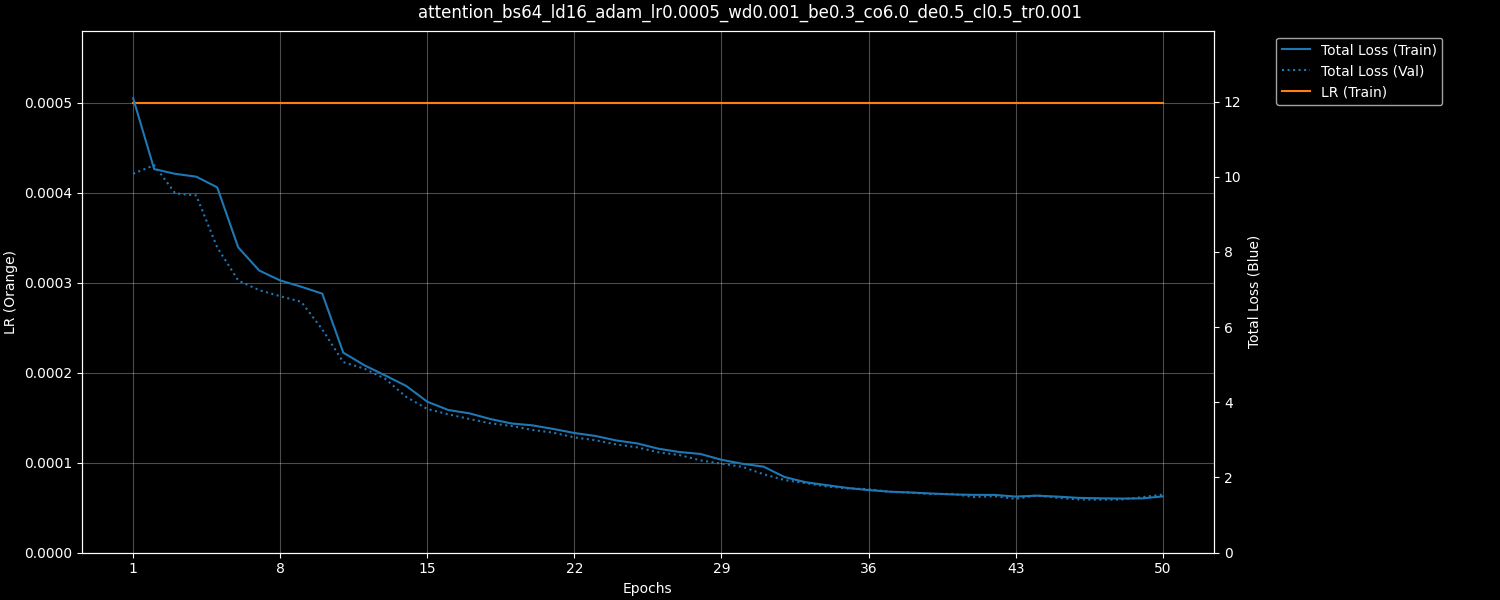 attention_bs64_ld16_adam_lr0.0005_wd0.001_be0.3_co6.0_de0.5_cl0.5_tr0.001
Total Loss (Train)
Total Loss (Val)
LR (Train)
0.0005
0.0004
0.0003
0.0002
0.0001
0.0000
LR (Orange)
12
10
8
6
4
2
0
Total Loss (Blue)
1 8 15 22 29 36 43 50
Epochs